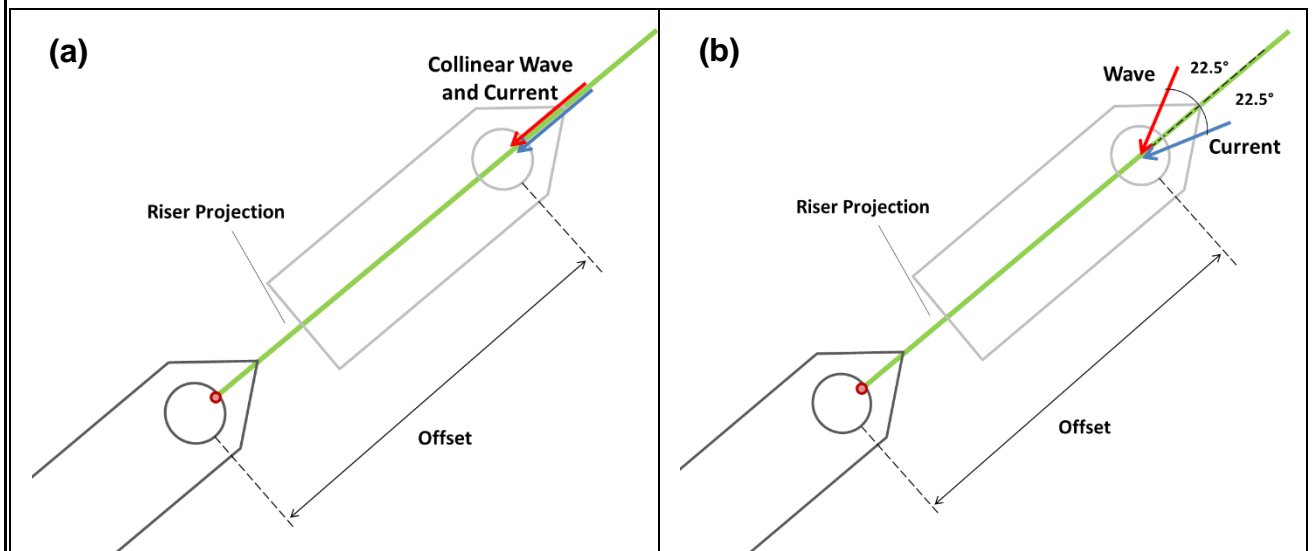 (a)
Collinear Wave
and Current
Riser Projection
Offset
(b)
Wave
22.5°
22.5°
Current
Riser Projection
Offset